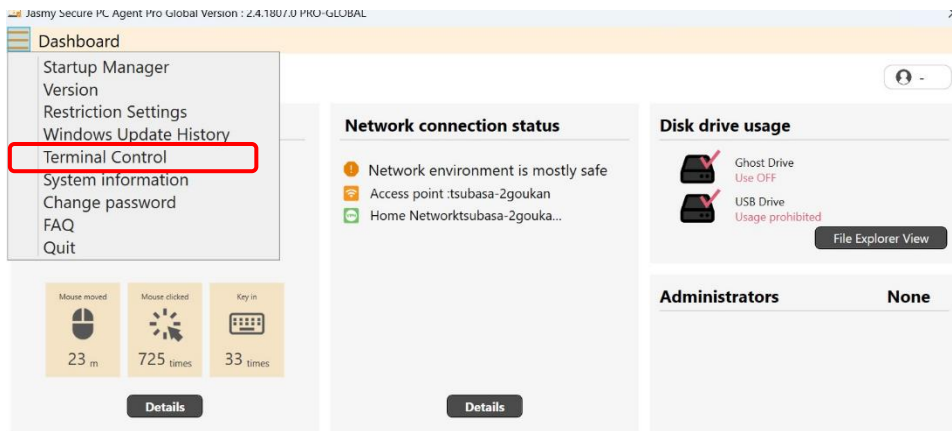 Jasmy Secure PC Agent Pro Global Version : 2.4.1807.0 PRO-GLOBAL
Dashboard
Startup Manager
Version
Restriction Settings
Windows Update History
Terminal Control
System information
Change password
FAQ
Quit
-
Mouse moved
23 m
Mouse clicked
725 times
Key in
33 times
Details
Network connection status
Network environment is mostly safe
Access point :tsubasa-2goukan
Home Networktsubasa-2gouka...
Details
Disk drive usage
Ghost Drive
Use OFF
USB Drive
Usage prohibited
File Explorer View
Administrators None